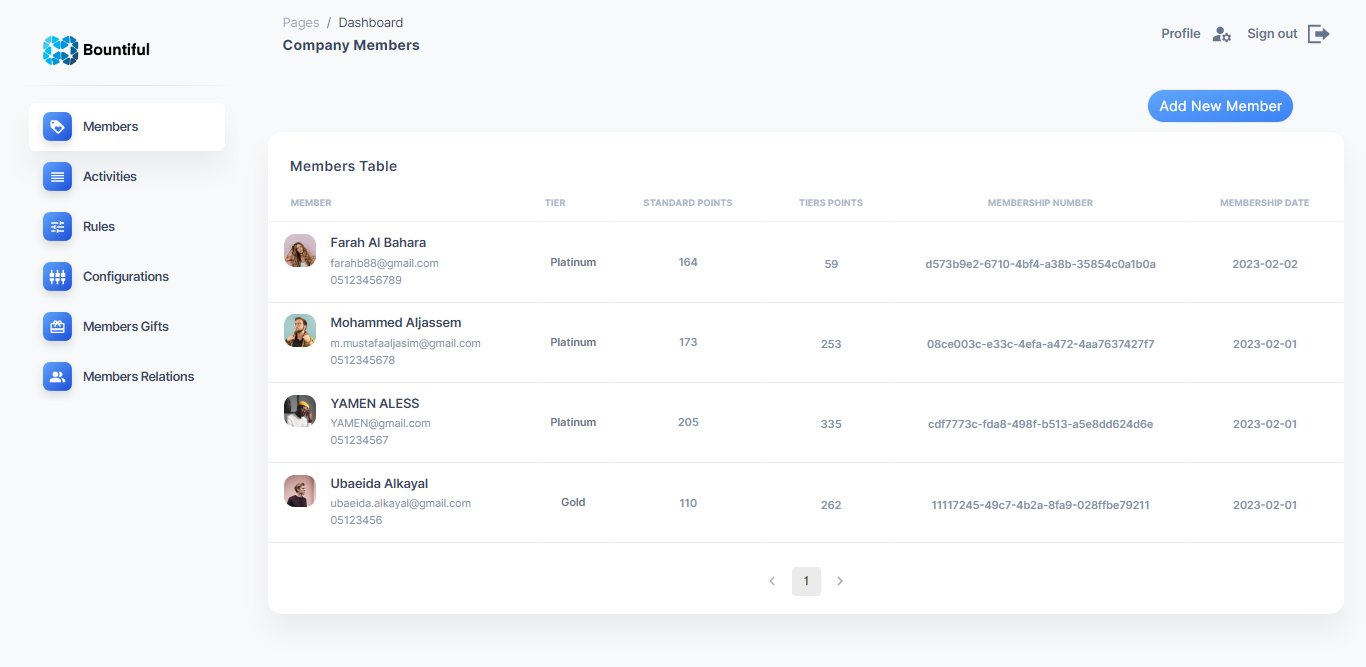 Bountiful
Pages / Dashboard
Company Members
Profile
Sign out
Members
Activities
Rules
Configurations
Members Gifts
Members Relations
Add New Member
Members Table
MEMBER TIER STANDARD POINTS TIERS POINTS MEMBERSHIP NUMBER MEMBERSHIP DATE
Farah Al Bahara
farahb88@gmail.com
05123456789
Platinum 164 59 d573b9e2-6710-4bf4-a38b-35854c0a1b0a 2023-02-02
Mohammed Aljassem
m.mustafaaljasim@gmail.com
0512345678
Platinum 173 253 08ce003c-e33c-4efa-a472-4aa7637427f7 2023-02-01
YAMEN ALESS
YAMEN@gmail.com
051234567
Platinum 205 335 cdf7773c-fda8-498f-b513-a5e8dd624d6e 2023-02-01
Ubaeida Alkayal
ubaeida.alkayal@gmail.com
05123456
Gold 110 262 11117245-49c7-4b2a-8fa9-028ffbe79211 2023-02-01
1